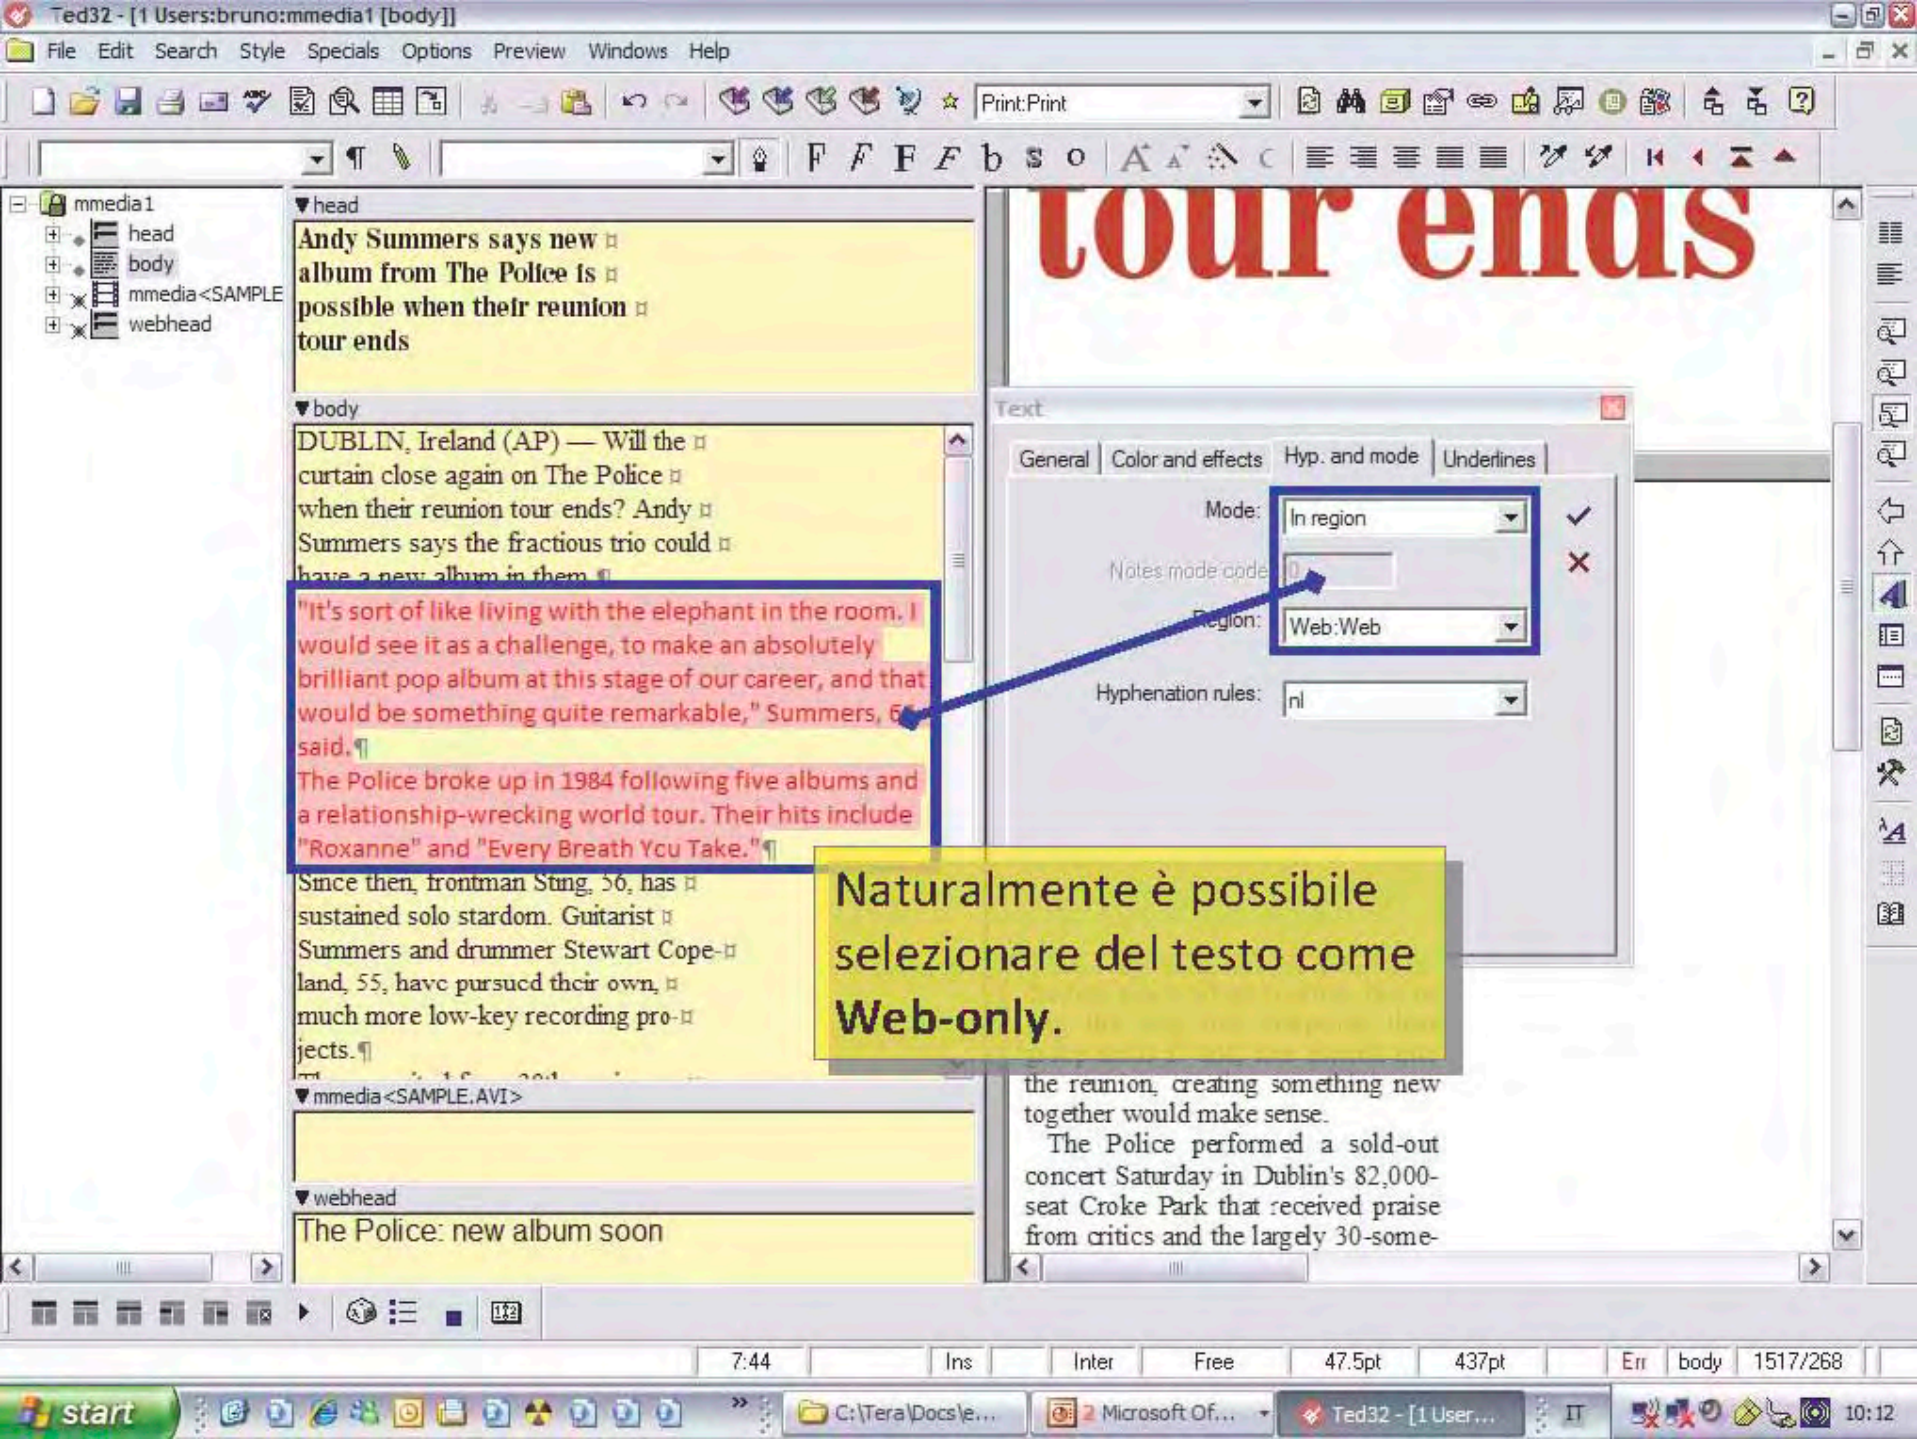 Ted32 - [1 Users:bruno:mmedia1 [body]]
File Edit Search Style Specials Options Preview Windows Help
Print:Print
mmedia1
head
body
mmedia<SAMPLE
webhead
head
Andy Summers says new
album from The Police is
possible when their reunion
tour ends
body
DUBLIN, Ireland (AP) — Will the
curtain close again on The Police
when their reunion tour ends? Andy
Summers says the fractious trio could
have a new album in them.
"It's sort of like living with the elephant in the room. I
would see it as a challenge, to make an absolutely
brilliant pop album at this stage of our career, and that
would be something quite remarkable," Summers,
said.
The Police broke up in 1984 following five albums and
a relationship-wrecking world tour. Their hits include
"Roxanne" and "Every Breath You Take."
Since then, frontman Sting, 56, has
sustained solo stardom. Guitarist
Summers and drummer Stewart Cope-
land, 55, have pursued their own,
much more low-key recording pro-
jects.
mmedia<SAMPLE.AVI>
webhead
The Police: new album soon
tour ends
Text
General Color and effects Hyp. and mode Underlines
Mode: In region
Notes mode code 0
Region: Web:Web
Hyphenation rules: nl
Naturalmente è possibile
selezionare del testo come
Web-only.
the reunion, creating something new
together would make sense.
The Police performed a sold-out
concert Saturday in Dublin's 82,000-
seat Croke Park that received praise
from critics and the largely 30-some-
7:44 Ins Inter Free 47.5pt 437pt Err body 1517/268
start C:\Tera\Docs\e... 2 Microsoft Of... Ted32 - [1 User... IT 10:12